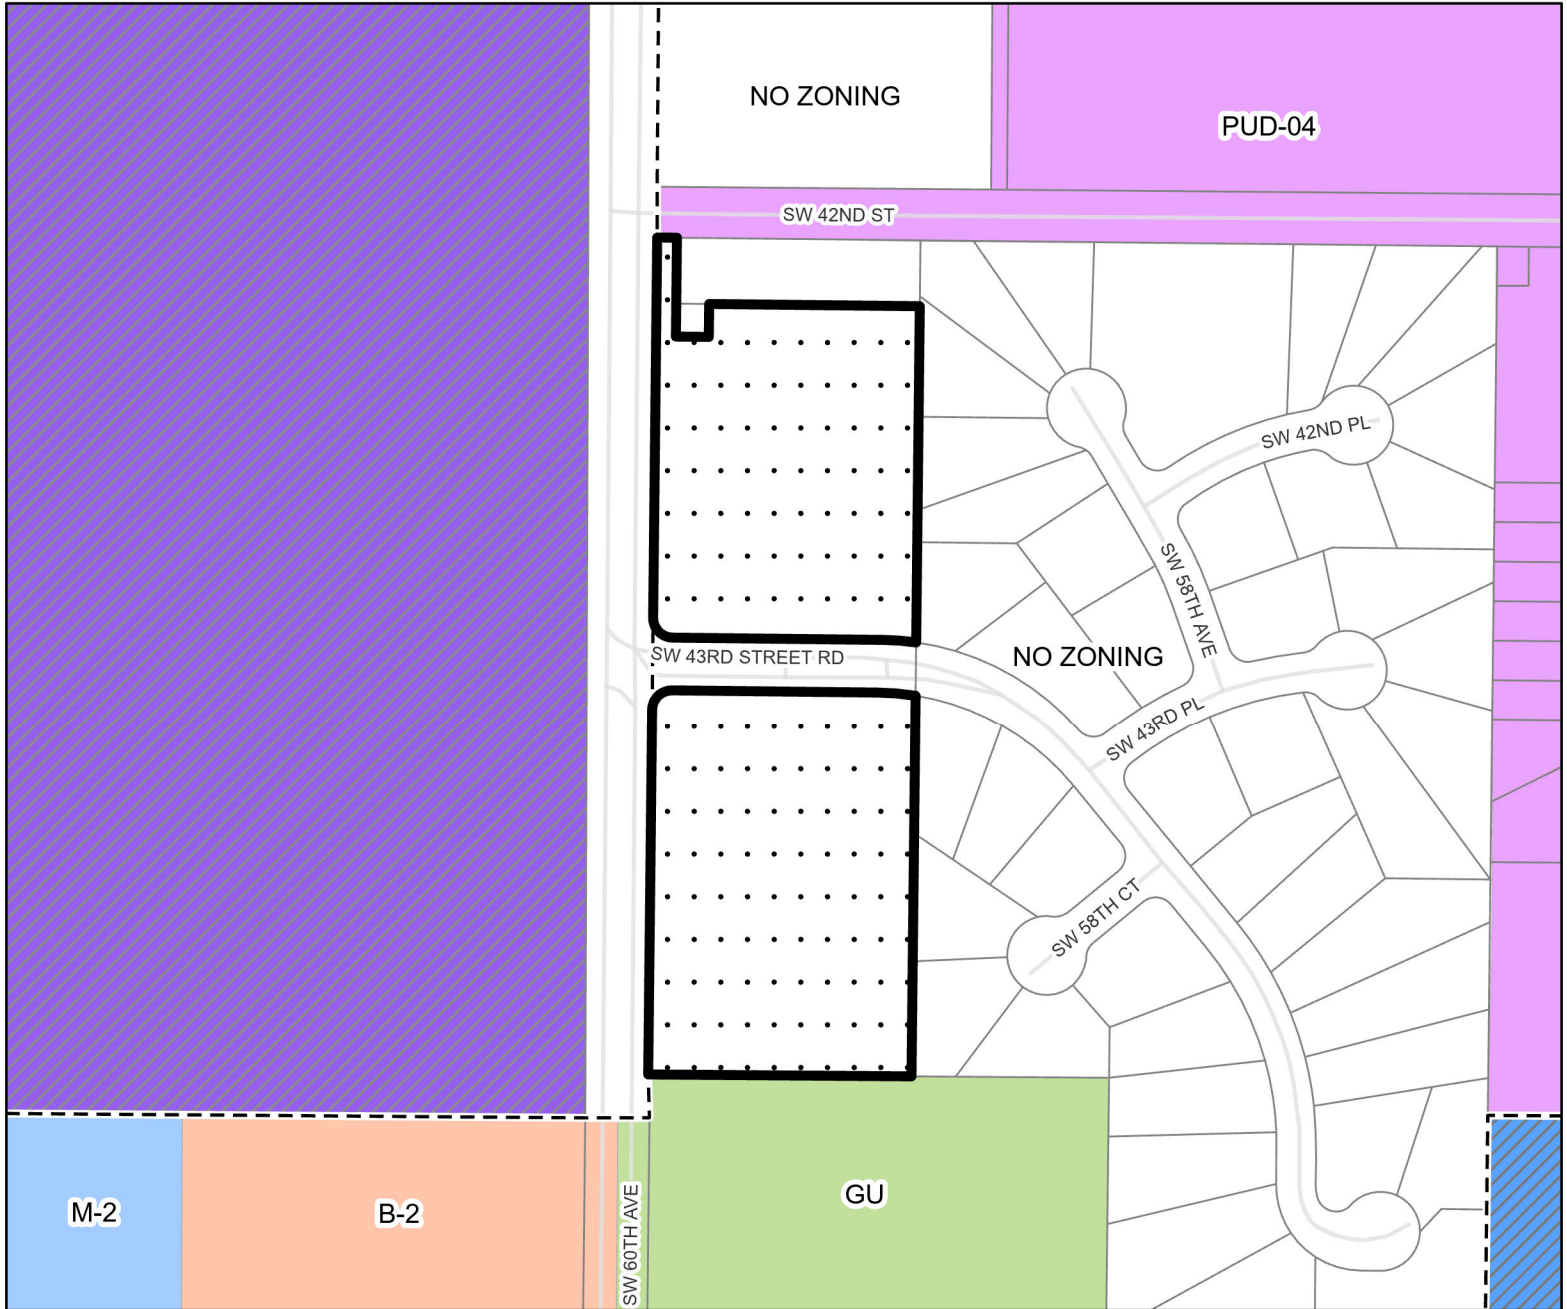 NO ZONING
PUD-04
SW 42ND ST
SW 42ND PL
SW 58TH AVE
SW 43RD STREET RD
NO ZONING
SW 43RD PL
SW 58TH CT
M-2
B-2
SW 60TH AVE
GU